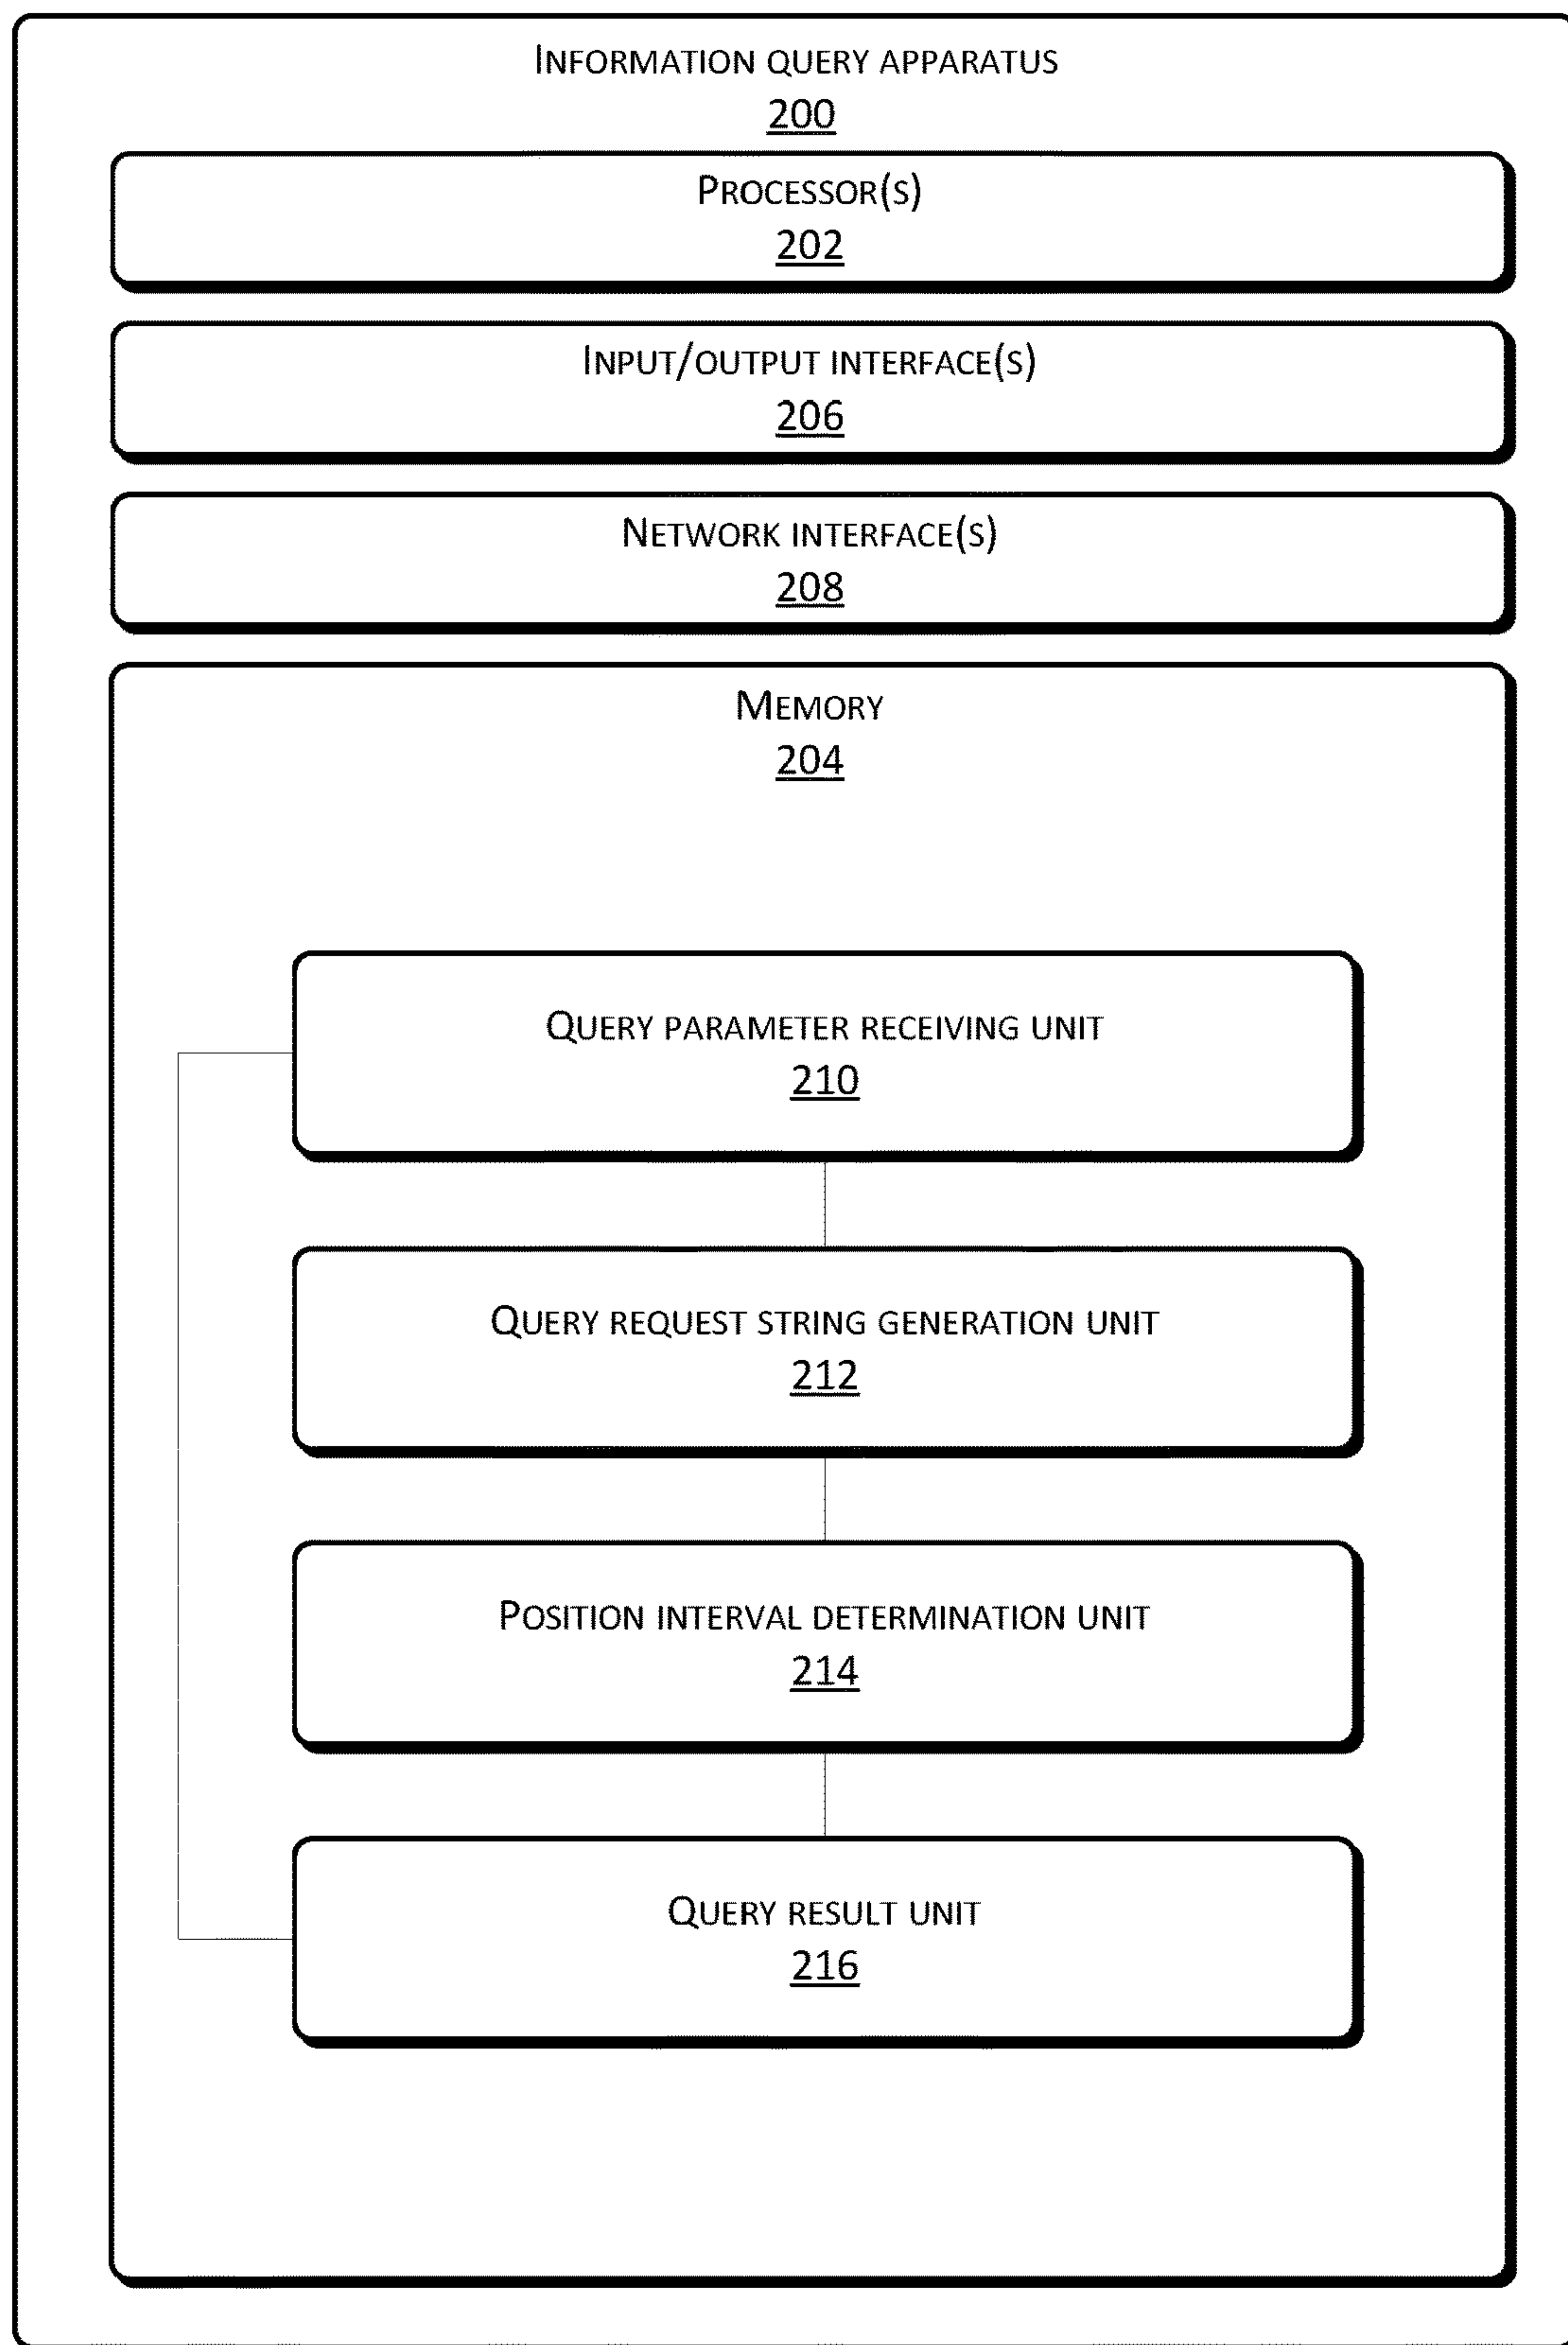 INFORMATION QUERY APPARATUS
200
PROCESSOR(S)
202
INPUT/OUTPUT INTERFACE(S)
206
NETWORK INTERFACE(S)
208
MEMORY
204
QUERY PARAMETER RECEIVING UNIT
210
QUERY REQUEST STRING GENERATION UNIT
212
POSITION INTERVAL DETERMINATION UNIT
214
QUERY RESULT UNIT
216